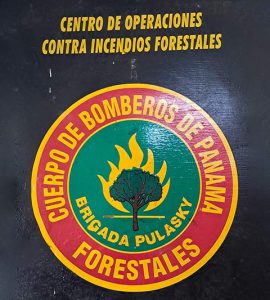 CENTRO DE OPERACIONES
CONTRA INCENDIOS FORESTALES
CUERPO DE BOMBEROS DE PANAMA
BRIGADA PULASKY
FORESTALES